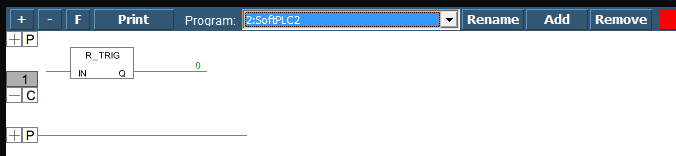 + - F Print Program: 2:SoftPLC2 Rename Add Remove
+ P
R_TRIG
IN Q 0
1
- C
+ P